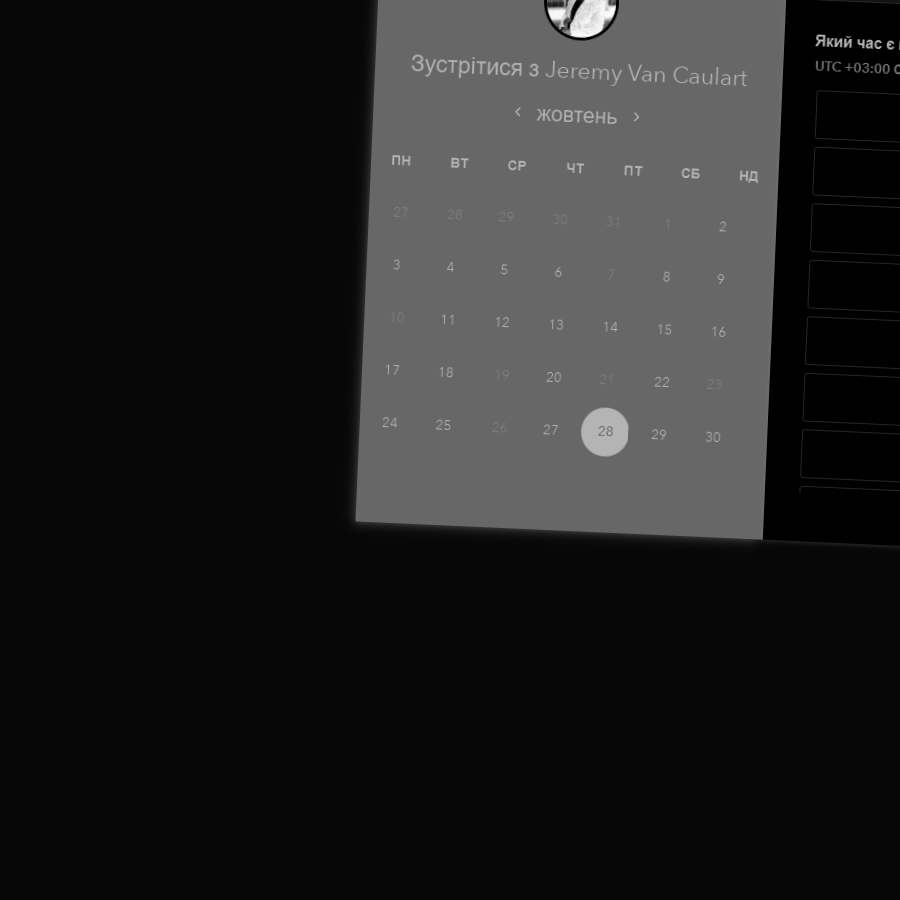 Зустрітися з Jeremy Van Caulart
‹ жовтень ›
ПН ВТ СР ЧТ ПТ СБ НД
27 28 29 30 31 1 2
3 4 5 6 7 8 9
10 11 12 13 14 15 16
17 18 19 20 21 22 23
24 25 26 27 28 29 30
Який час є
UTC +03:00